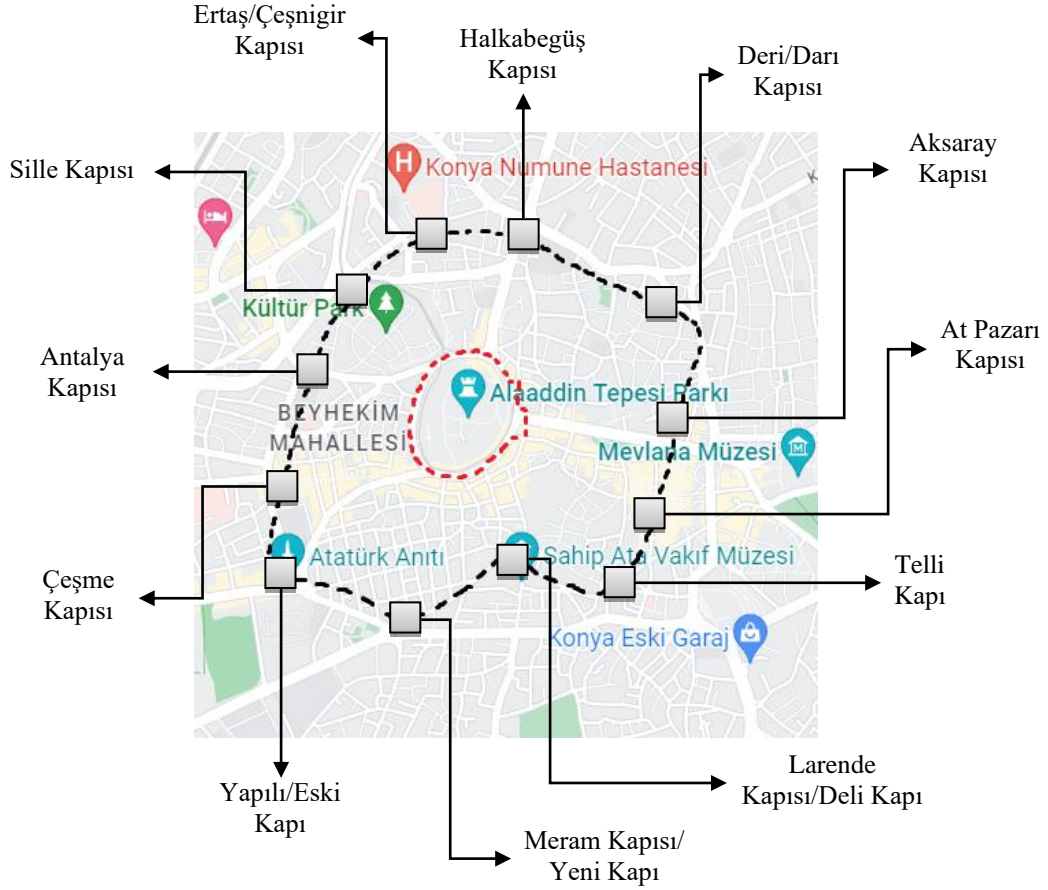 Ertaş/Çeşnigir
Kapısı
Halkabegüş
Kapısı
Deri/Darı
Kapısı
Aksaray
Kapısı
Sille Kapısı
Konya Numune Hastanesi
Kültür Park
At Pazarı
Kapısı
Antalya
Kapısı
Alaaddin Tepesi Parkı
BEYHEKİM
MAHALLESİ
Mevlana Müzesi
Atatürk Anıtı
Sahip Ata Vakıf Müzesi
Çeşme
Kapısı
Telli
Kapı
Konya Eski Garaj
Yapılı/Eski
Kapı
Larende
Kapısı/Deli Kapı
Meram Kapısı/
Yeni Kapı